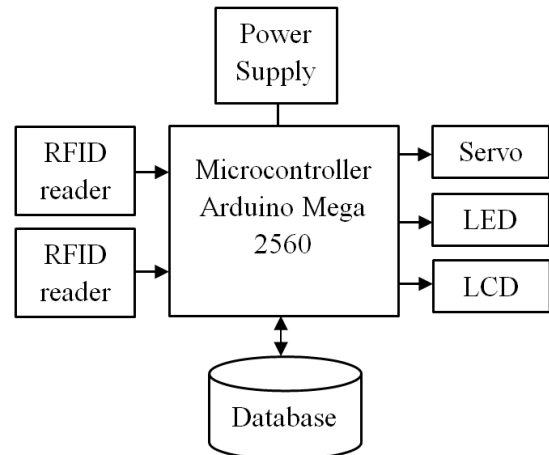 Power
Supply
RFID
reader
Microcontroller
Arduino Mega
2560
Servo
RFID
reader
LED
LCD
Database